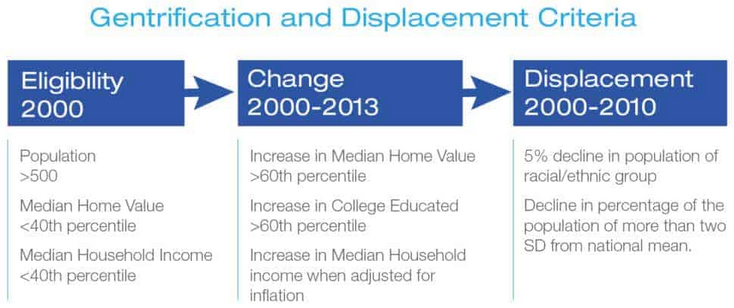 Gentrification and Displacement Criteria
Eligibility
2000
Population
>500
Median Home Value
<40th percentile
Median Household Income
<40th percentile
Change
2000-2013
Increase in Median Home Value
>60th percentile
Increase in College Educated
>60th percentile
Increase in Median Household
income when adjusted for
inflation
Displacement
2000-2010
5% decline in population of
racial/ethnic group
Decline in percentage of the
population of more than two
SD from national mean.